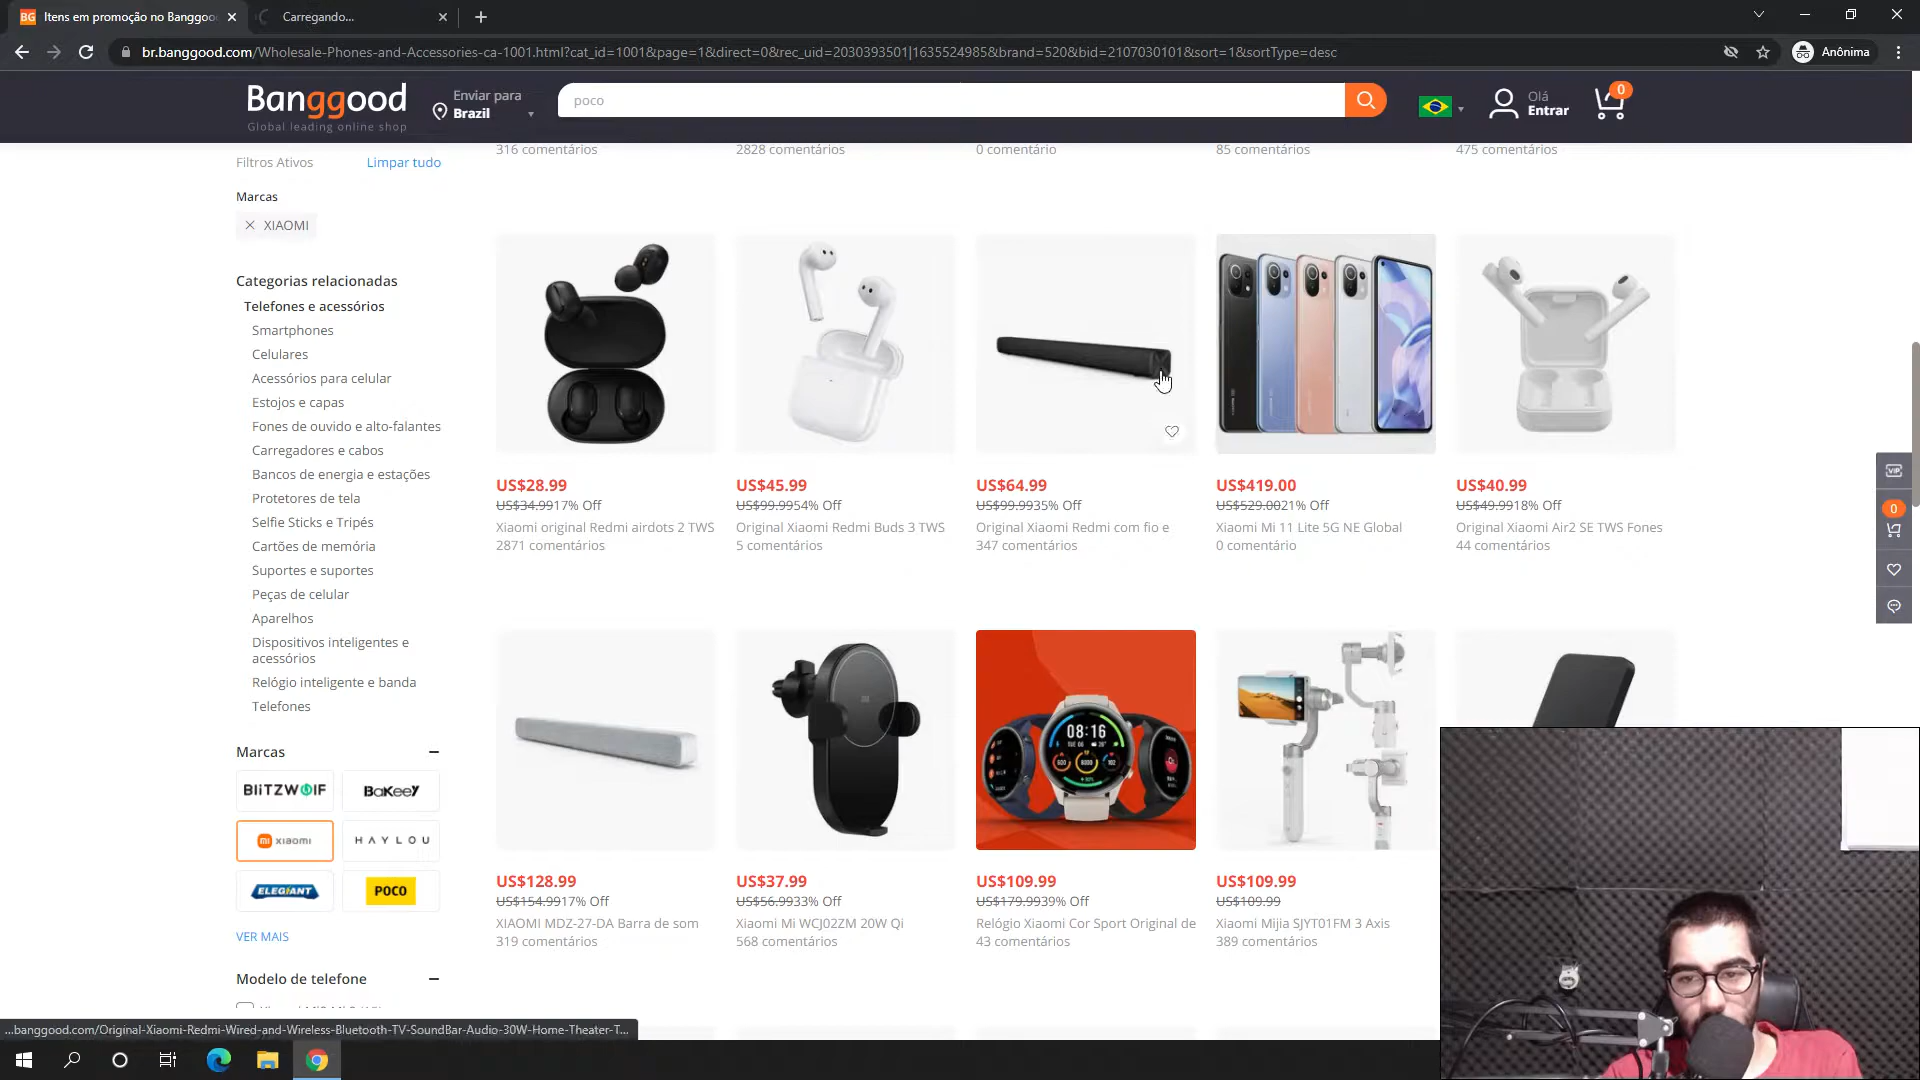 Itens em promoção no Banggoo
Carregando...
br.banggood.com/Wholesale-Phones-and-Accessories-ca-1001.html?cat_id=1001&page=1&direct=0&rec_uid=2030393501|1635524985&brand=520&bid=2107030101&sort=1&sortType=desc
Anônima
Banggood
Global leading online shop
Enviar para
Brazil
poco
Olá
Entrar
0
Filtros Ativos
Limpar tudo
316 comentários
2828 comentários
0 comentário
85 comentários
475 comentários
Marcas
XIAOMI
Categorias relacionadas
Telefones e acessórios
Smartphones
Celulares
Acessórios para celular
Estojos e capas
Fones de ouvido e alto-falantes
Carregadores e cabos
Bancos de energia e estações
Protetores de tela
Selfie Sticks e Tripés
Cartões de memória
Suportes e suportes
Peças de celular
Aparelhos
Dispositivos inteligentes e
acessórios
Relógio inteligente e banda
Telefones
Marcas
BLiTZWOlF
BaKeeY
xiaomi
HAYLOU
ELEGIANT
POCO
VER MAIS
Modelo de telefone
US$28.99
US$34.9917% Off
Xiaomi original Redmi airdots 2 TWS
2871 comentários
US$45.99
US$99.9954% Off
Original Xiaomi Redmi Buds 3 TWS
5 comentários
US$64.99
US$99.9935% Off
Original Xiaomi Redmi com fio e
347 comentários
US$419.00
US$529.0021% Off
Xiaomi Mi 11 Lite 5G NE Global
0 comentário
US$40.99
US$49.9918% Off
Original Xiaomi Air2 SE TWS Fones
44 comentários
08:16
US$128.99
US$154.9917% Off
XIAOMI MDZ-27-DA Barra de som
319 comentários
US$37.99
US$56.9933% Off
Xiaomi Mi WCJ02ZM 20W Qi
568 comentários
US$109.99
US$179.9939% Off
Relógio Xiaomi Cor Sport Original de
43 comentários
US$109.99
US$109.99
Xiaomi Mijia SJYT01FM 3 Axis
389 comentários
VIP
0
...banggood.com/Original-Xiaomi-Redmi-Wired-and-Wireless-Bluetooth-TV-SoundBar-Audio-30W-Home-Theater-T...